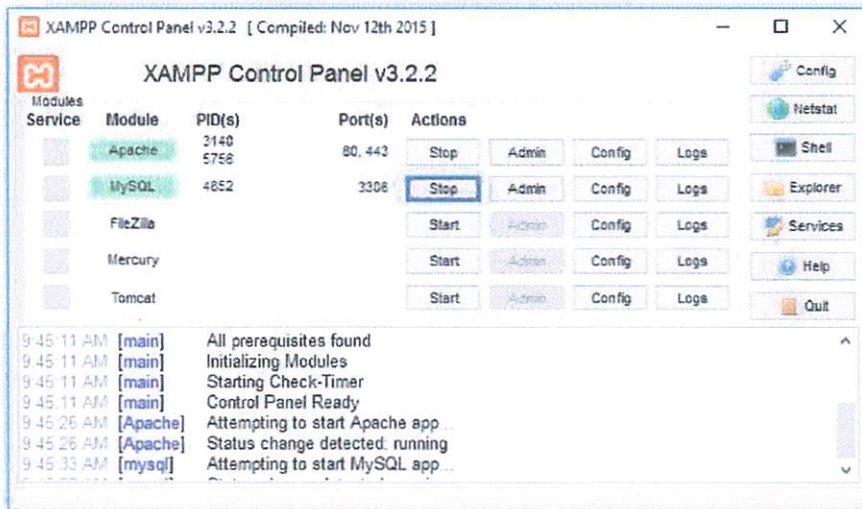 XAMPP Control Panel v3.2.2 [ Compiled: Nov 12th 2015 ]
XAMPP Control Panel v3.2.2
Config
Modules
Service Module PID(s) Port(s) Actions
Netstat
Apache 3148 5756 80, 443 Stop Admin Config Logs
Shell
MySQL 4852 3306 Stop Admin Config Logs
Explorer
FileZilla Start Admin Config Logs
Services
Mercury Start Admin Config Logs
Help
Tomcat Start Admin Config Logs
Quit
9:45:11 AM [main] All prerequisites found
9:45:11 AM [main] Initializing Modules
9:45:11 AM [main] Starting Check-Timer
9:45:11 AM [main] Control Panel Ready
9:45:26 AM [Apache] Attempting to start Apache app...
9:45:26 AM [Apache] Status change detected: running
9:45:33 AM [mysql] Attempting to start MySQL app...